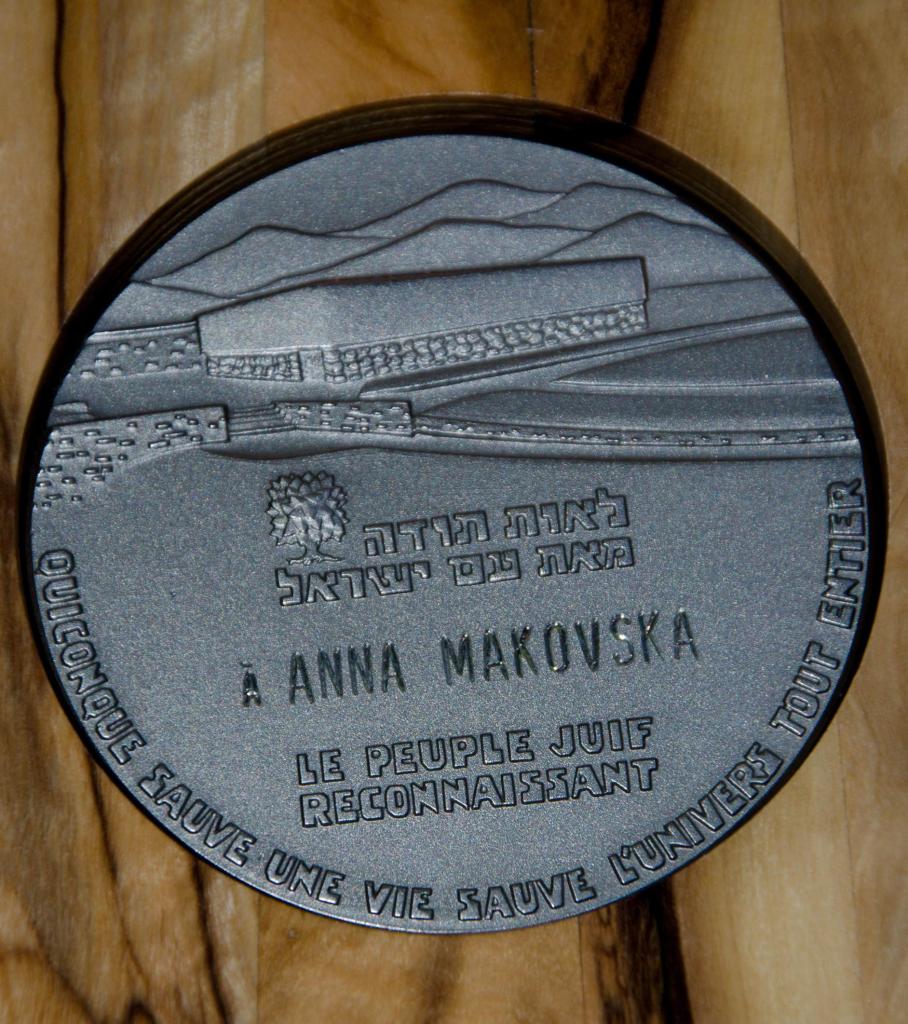 לאות תודה
מאת עם ישראל
À ANNA MAKOVSKA
LE PEUPLE JUIF
RECONNAISSANT
QUICONQUE SAUVE UNE VIE SAUVE L'UNIVERS TOUT ENTIER